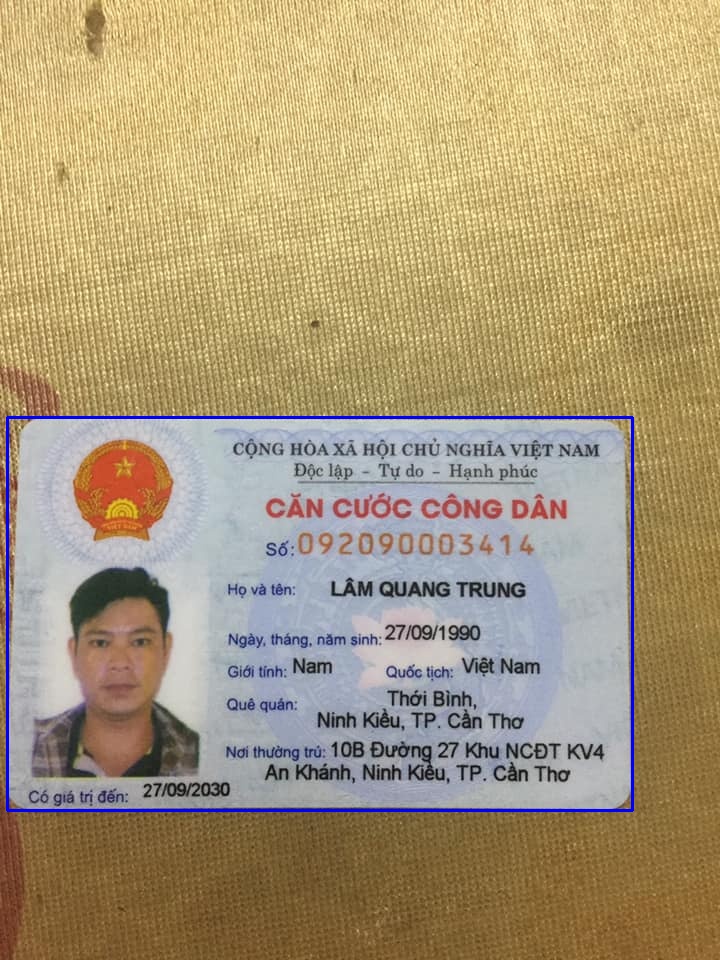 CỘNG HÒA XÃ HỘI CHỦ NGHĨA VIỆT NAM
Độc lập - Tự do - Hạnh phúc
CĂN CƯỚC CÔNG DÂN
Số: 092090003414
Họ và tên: LÂM QUANG TRUNG
Ngày, tháng, năm sinh: 27/09/1990
Giới tính: Nam Quốc tịch: Việt Nam
Quê quán: Thới Bình,
Ninh Kiều, TP. Cần Thơ
Nơi thường trú: 10B Đường 27 Khu NCĐT KV4
An Khánh, Ninh Kiều, TP. Cần Thơ
Có giá trị đến: 27/09/2030